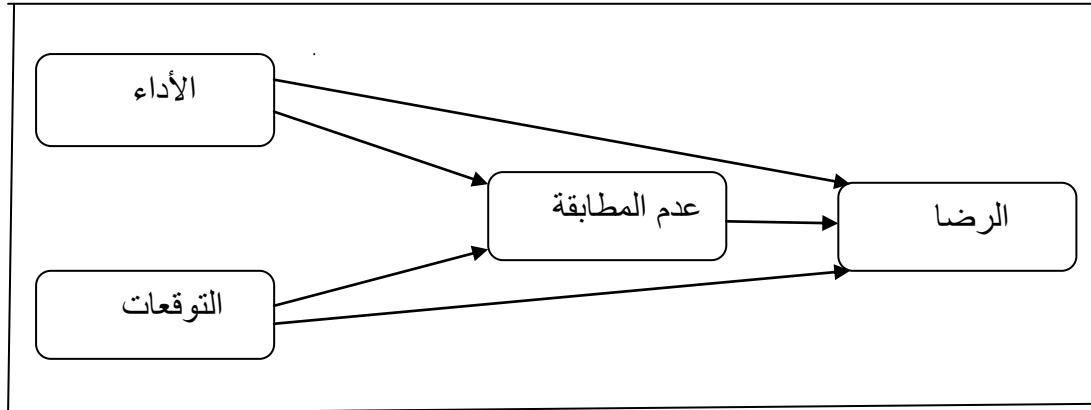 الأداء
عدم المطابقة
الرضا
التوقعات